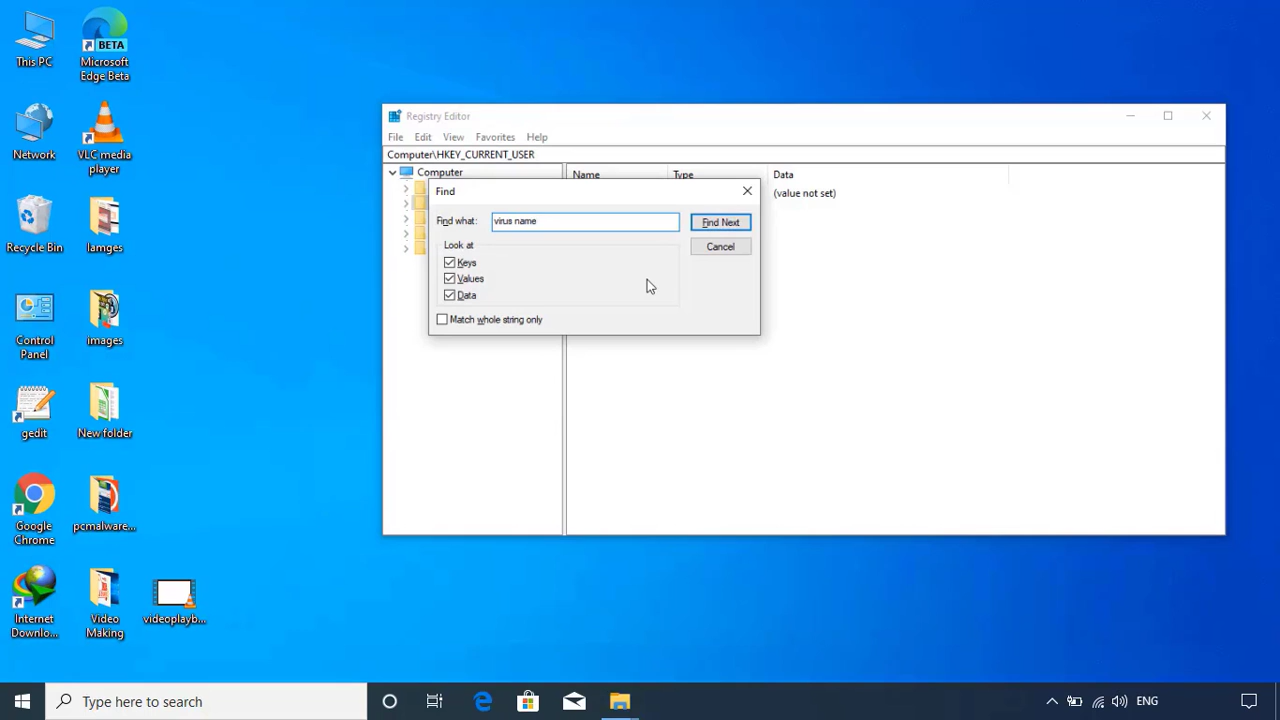 This PC
BETA
Microsoft
Edge Beta
Network
VLC media
player
Recycle Bin
Iamges
Control
Panel
images
gedit
New folder
Google
Chrome
pcmalware...
Internet
Downlo...
Video
Making
videoplayb...
Registry Editor
File Edit View Favorites Help
Computer\HKEY_CURRENT_USER
Computer
Name Type Data
(value not set)
Find
Find what: virus name
Find Next
Look at
Cancel
Keys
Values
Data
Match whole string only
Type here to search
ENG